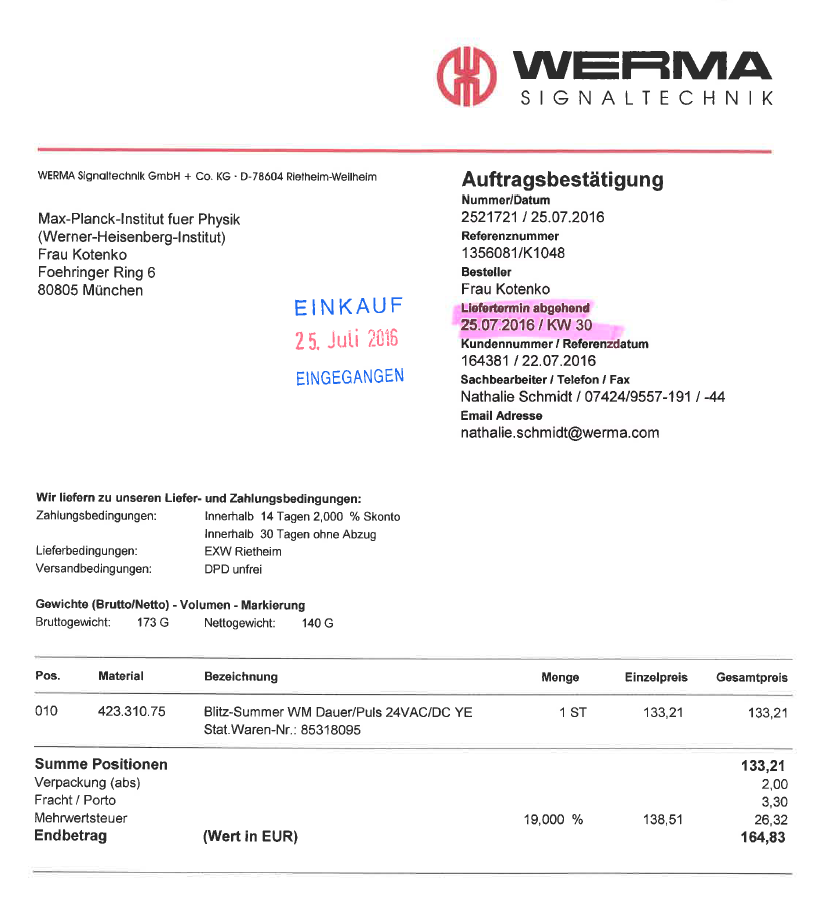 WERMA
SIGNALTECHNIK
WERMA Signaltechnik GmbH + Co. KG · D-78604 Rietheim-Weilheim
Max-Planck-Institut fuer Physik
(Werner-Heisenberg-Institut)
Frau Kotenko
Foehringer Ring 6
80805 München
EINKAUF
25. Juli 2016
EINGEGANGEN
Auftragsbestätigung
Nummer/Datum
2521721 / 25.07.2016
Referenznummer
1356081/K1048
Besteller
Frau Kotenko
Liefertermin abgehend
25.07.2016 / KW 30
Kundennummer / Referenzdatum
164381 / 22.07.2016
Sachbearbeiter / Telefon / Fax
Nathalie Schmidt / 07424/9557-191 / -44
Email Adresse
nathalie.schmidt@werma.com
Wir liefern zu unseren Liefer- und Zahlungsbedingungen:
Zahlungsbedingungen: Innerhalb 14 Tagen 2,000 % Skonto
Innerhalb 30 Tagen ohne Abzug
Lieferbedingungen: EXW Rietheim
Versandbedingungen: DPD unfrei
Gewichte (Brutto/Netto) - Volumen - Markierung
Bruttogewicht: 173 G Nettogewicht: 140 G
Pos. Material Bezeichnung Menge Einzelpreis Gesamtpreis
010 423.310.75 Blitz-Summer WM Dauer/Puls 24VAC/DC YE 1 ST 133,21 133,21
Stat.Waren-Nr.: 85318095
Summe Positionen 133,21
Verpackung (abs) 2,00
Fracht / Porto 3,30
Mehrwertsteuer 19,000 % 138,51 26,32
Endbetrag (Wert in EUR) 164,83